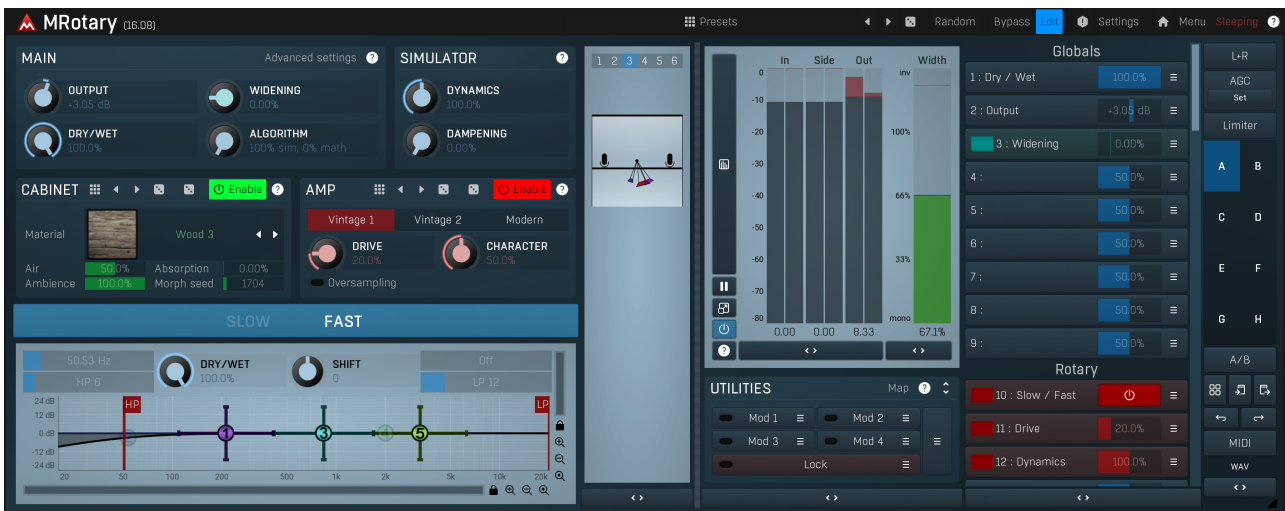 MRotary (16.08)
Presets
Random
Bypass
Edit
Settings
Menu
Sleeping
?
MAIN
Advanced settings ?
OUTPUT
+3.05 dB
WIDENING
0.00%
DRY/WET
100.0%
ALGORITHM
100% sim, 0% math
SIMULATOR ?
DYNAMICS
100.0%
DAMPENING
0.00%
CABINET
Enable ?
Material
Wood 3
Air 50.0% Absorption 0.00%
Ambience 100.0% Morph seed 1704
AMP
Enable ?
Vintage 1 Vintage 2 Modern
DRIVE
20.0%
CHARACTER
50.0%
Oversampling
SLOW FAST
50.53 Hz
HP 6
DRY/WET
100.0%
SHIFT
0
Off
LP 12
24 dB
12 dB
0 dB
-12 dB
-24 dB
HP
LP
1 3 4 5
20 50 100 200 500 1k 2k 5k 10k 20k
1 2 3 4 5 6
In Side Out Width
0
-10
-20
-30
-40
-50
-60
-70
-80
inv
100%
66%
33%
mono
0.00 0.00 8.33 67.1%
?
UTILITIES
Map ?
Mod 1 Mod 2
Mod 3 Mod 4
Lock
Globals
1 : Dry / Wet 100.0%
2 : Output +3.05 dB
3 : Widening 0.00%
4 : 50.0%
5 : 50.0%
6 : 50.0%
7 : 50.0%
8 : 50.0%
9 : 50.0%
Rotary
10 : Slow / Fast
11 : Drive 20.0%
12 : Dynamics 100.0%
L+R
AGC
Set
Limiter
A B
C D
E F
G H
A/B
MIDI
WAV